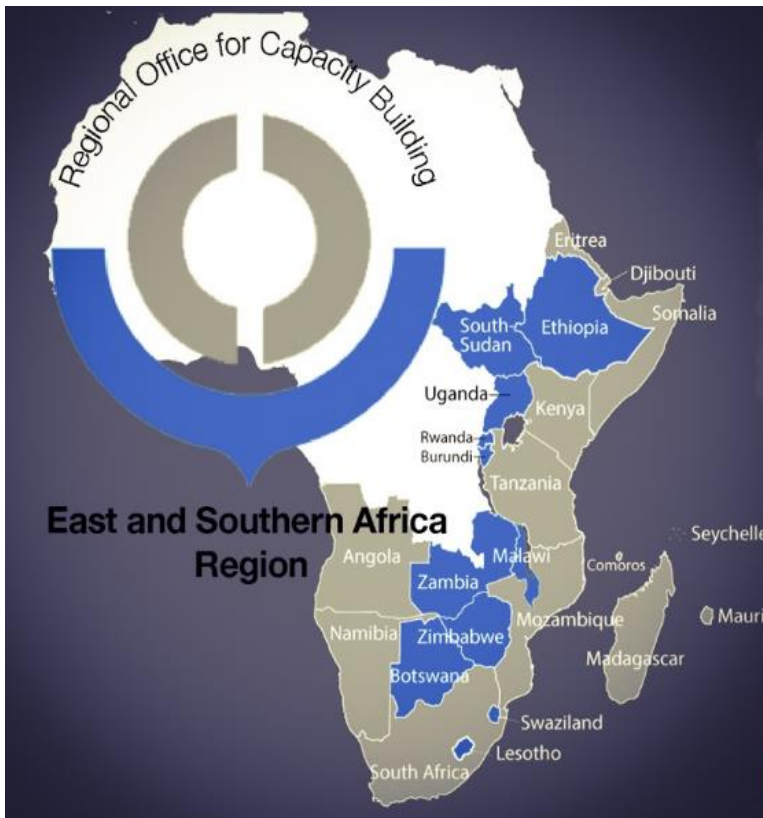 Regional Office for Capacity Building
Eritrea
Djibouti
Somalia
South-
Sudan
Ethiopia
Uganda
Kenya
Rwanda
Burundi
Tanzania
East and Southern Africa
Region
Angola
Malawi
Comoros
Seychelle
Zambia
Mozambique
Mauri
Namibia
Zimbabwe
Madagascar
Botswana
Swaziland
Lesotho
South Africa